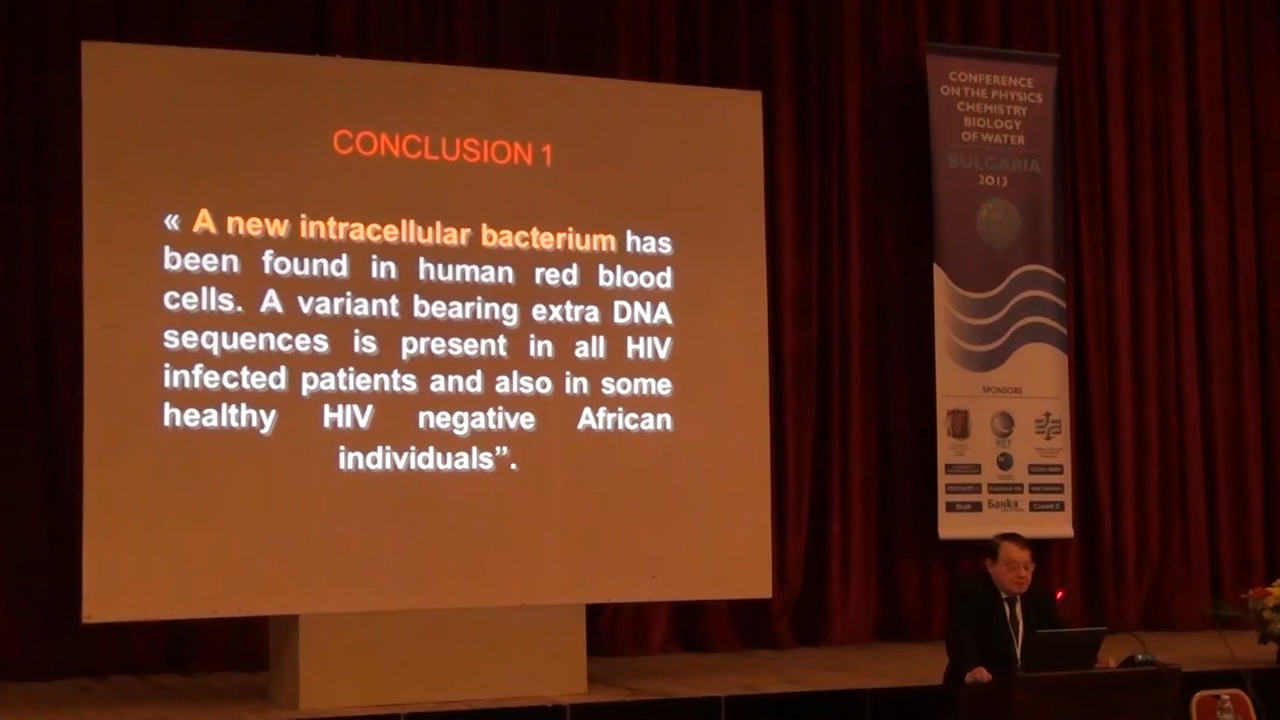 CONCLUSION 1
« A new intracellular bacterium has
been found in human red blood
cells. A variant bearing extra DNA
sequences is present in all HIV
infected patients and also in some
healthy HIV negative African
individuals”.
CONFERENCE
ON THE PHYSICS
CHEMISTRY
BIOLOGY
OF WATER
BULGARIA
2013
SPONSORS
Банка